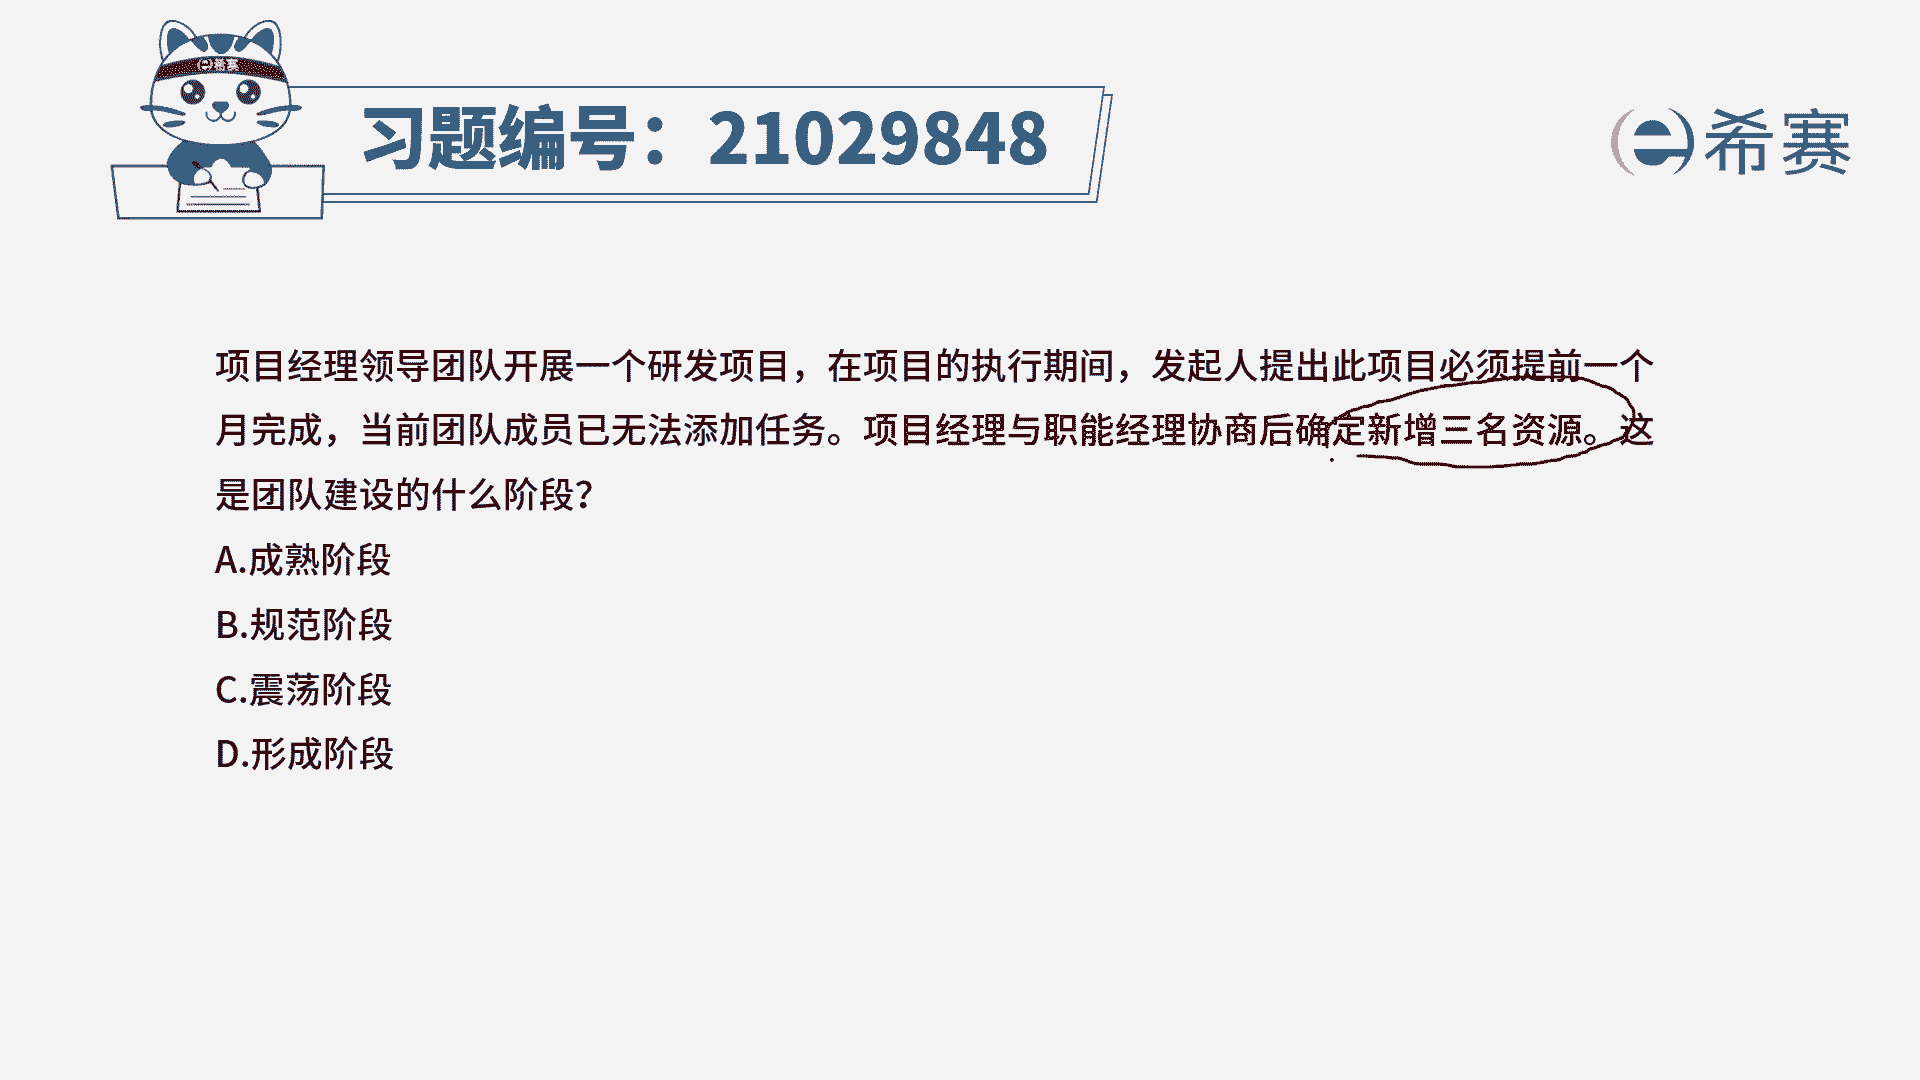 希赛
习题编号：21029848
希赛
项目经理领导团队开展一个研发项目，在项目的执行期间，发起人提出此项目必须提前一个
月完成，当前团队成员已无法添加任务。项目经理与职能经理协商后确定新增三名资源。这
是团队建设的什么阶段？
A.成熟阶段
B.规范阶段
C.震荡阶段
D.形成阶段